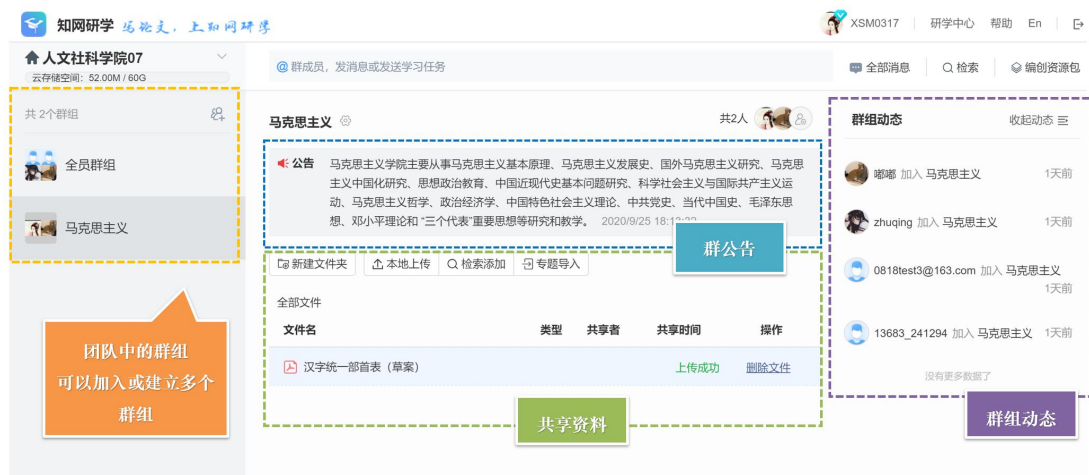 知网研学 写论文，上知网研学
XSM0317 研学中心 帮助 En
人文社科学院07
云存储空间：52.00M / 60G
@ 群成员，发消息或发送学习任务
全部消息 检索 编创资源包
共 2个群组
全员群组
马克思主义
马克思主义
共2人
公告 马克思主义学院主要从事马克思主义基本原理、马克思主义发展史、国外马克思主义研究、马克思
主义中国化研究、思想政治教育、中国近现代史基本问题研究、科学社会主义与国际共产主义运
动、马克思主义哲学、政治经济学、中国特色社会主义理论、中共党史、当代中国史、毛泽东思
想、邓小平理论和 “三个代表”重要思想等研究和教学。 2020/9/25
群公告
新建文件夹 本地上传 检索添加 专题导入
全部文件
文件名 类型 共享者 共享时间 操作
汉字统一部首表（草案） 上传成功 删除文件
共享资料
群组动态 收起动态
嘟嘟 加入 马克思主义 1天前
zhuqing 加入 马克思主义 1天前
0818test3@163.com 加入 马克思主义
1天前
13683_241294 加入 马克思主义 1天前
没有更多数据了
群组动态
团队中的群组
可以加入或建立多个
群组